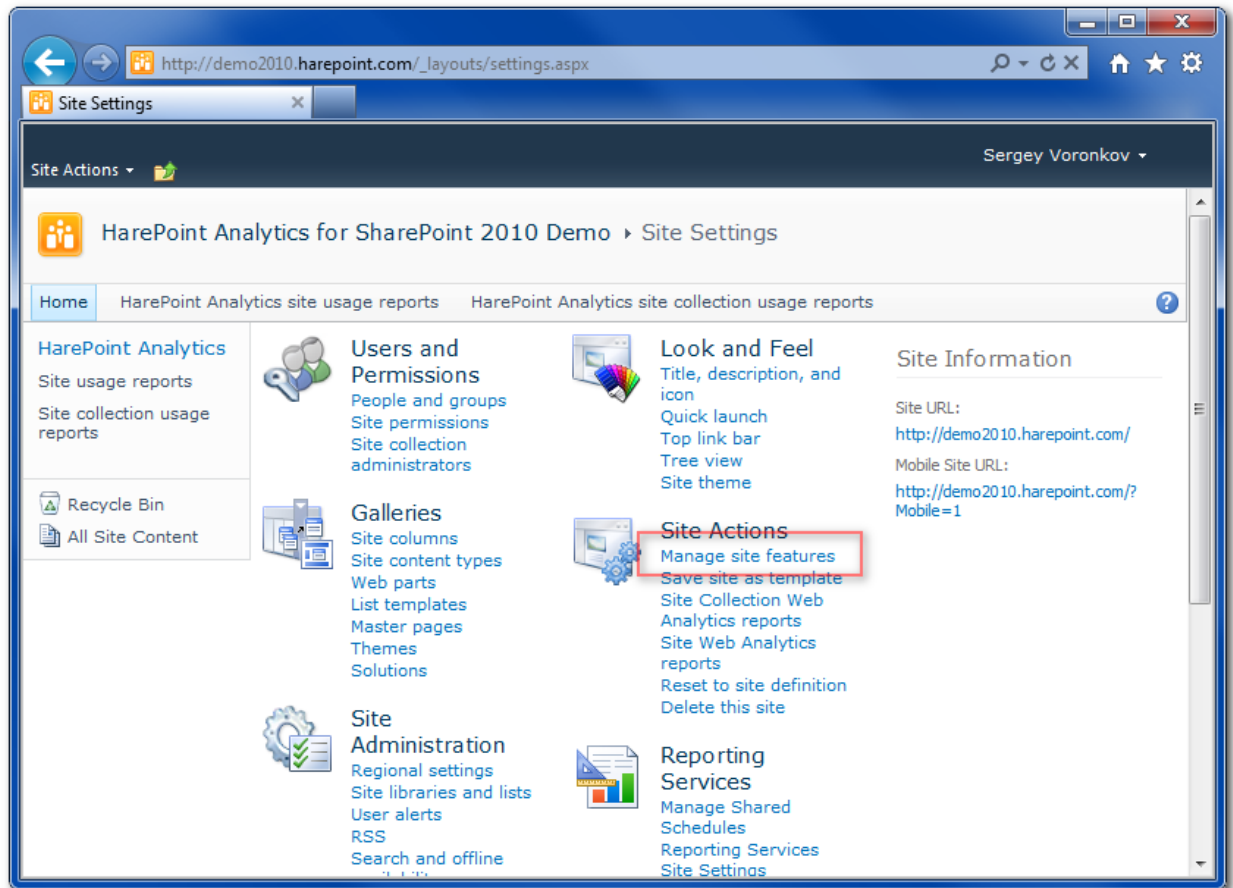 http://demo2010.harepoint.com/_layouts/settings.aspx
Site Settings
Sergey Voronkov
Site Actions
HarePoint Analytics for SharePoint 2010 Demo ▸ Site Settings
Home HarePoint Analytics site usage reports HarePoint Analytics site collection usage reports
HarePoint Analytics
Site usage reports
Site collection usage
reports
Recycle Bin
All Site Content
Users and
Permissions
People and groups
Site permissions
Site collection
administrators
Galleries
Site columns
Site content types
Web parts
List templates
Master pages
Themes
Solutions
Site
Administration
Regional settings
Site libraries and lists
User alerts
RSS
Search and offline
Look and Feel
Title, description, and
icon
Quick launch
Top link bar
Tree view
Site theme
Site Actions
Manage site features
Save site as template
Site Collection Web
Analytics reports
Site Web Analytics
reports
Reset to site definition
Delete this site
Reporting
Services
Manage Shared
Schedules
Reporting Services
Site Settings
Site Information
Site URL:
http://demo2010.harepoint.com/
Mobile Site URL:
http://demo2010.harepoint.com/?
Mobile=1